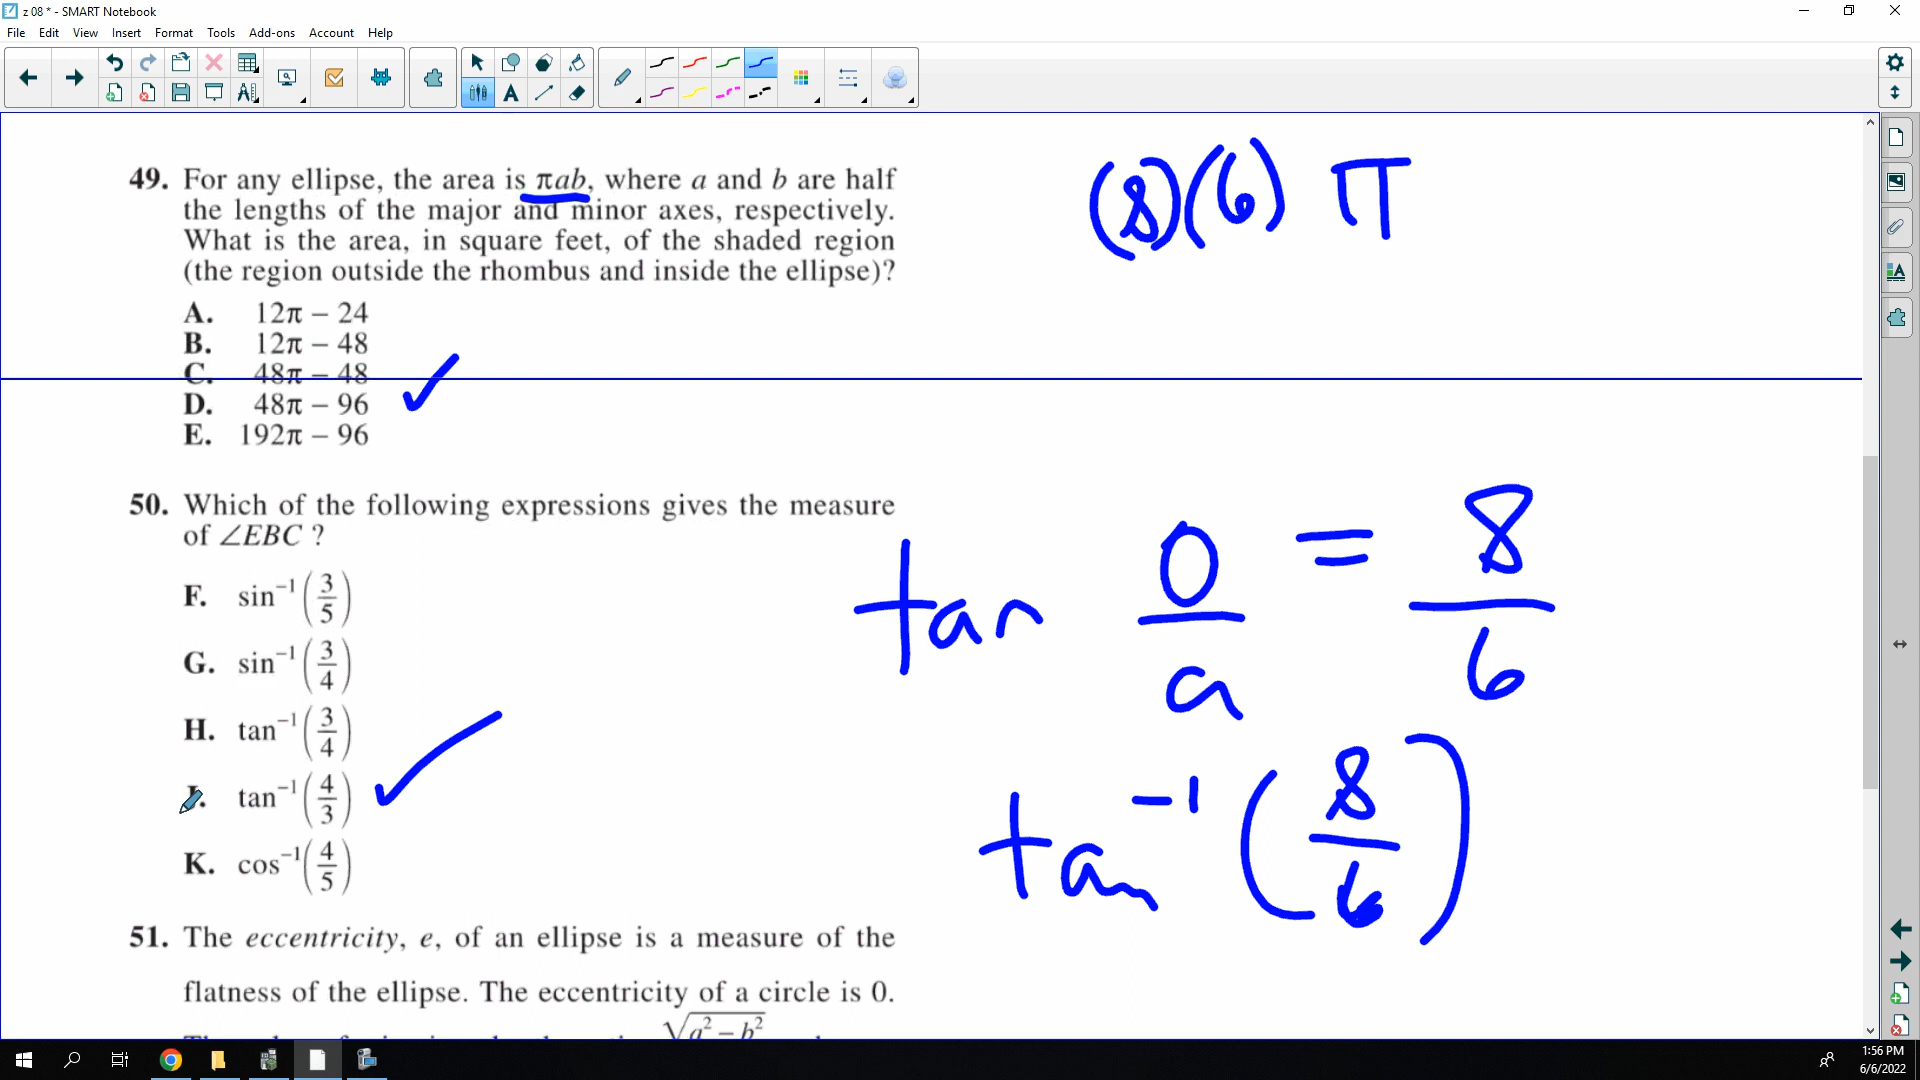 z 08 * - SMART Notebook
File Edit View Insert Format Tools Add-ons Account Help
49. For any ellipse, the area is πab, where a and b are half
the lengths of the major and minor axes, respectively.
What is the area, in square feet, of the shaded region
(the region outside the rhombus and inside the ellipse)?
A. 12π – 24
B. 12π – 48
C. 48π – 48
D. 48π – 96
E. 192π – 96
(8)(6) π
50. Which of the following expressions gives the measure
of ∠EBC ?
F. sin⁻¹(3/5)
G. sin⁻¹(3/4)
H. tan⁻¹(3/4)
tan⁻¹(4/3)
K. cos⁻¹(4/5)
tan o/a = 8/6
tan⁻¹(8/6)
51. The eccentricity, e, of an ellipse is a measure of the
flatness of the ellipse. The eccentricity of a circle is 0.
√a² – b²
1:56 PM
6/6/2022